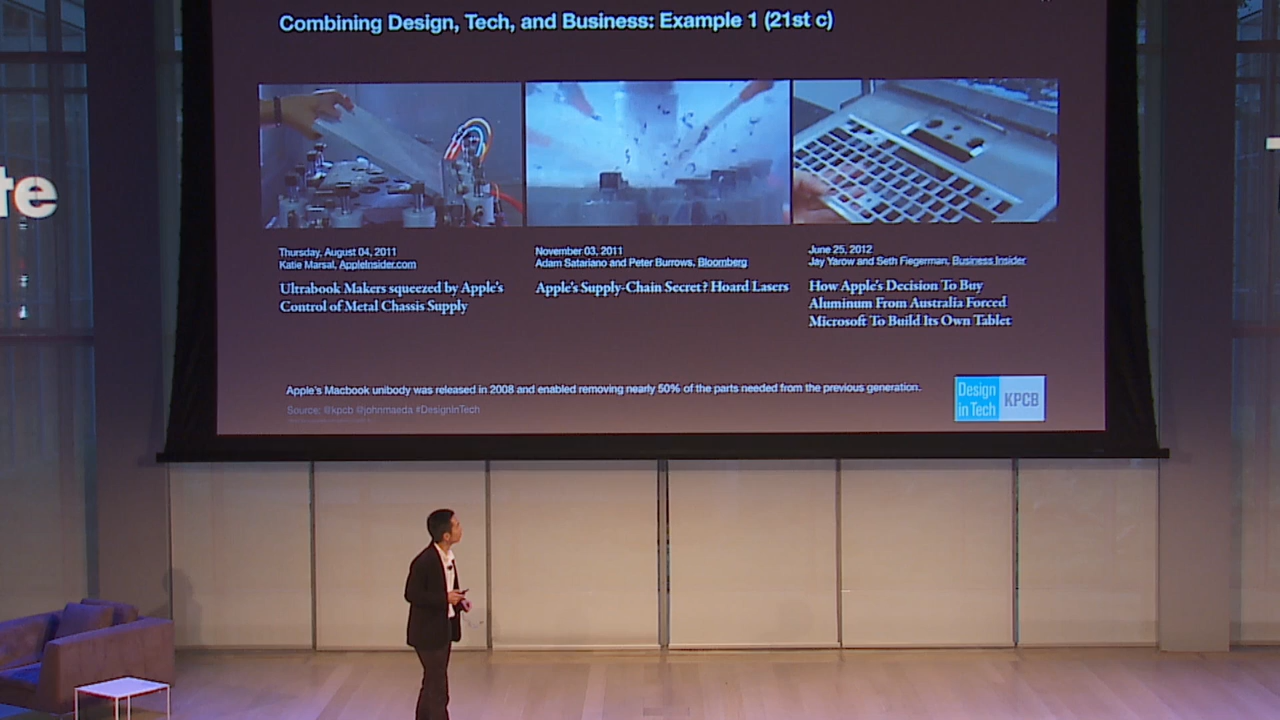 Combining Design, Tech, and Business: Example 1 (21st c)
te
Thursday, August 04, 2011
Katie Marsal, AppleInsider.com
Ultrabook Makers squeezed by Apple's
Control of Metal Chassis Supply
November 03, 2011
Adam Satariano and Peter Burrows, Bloomberg
Apple's Supply-Chain Secret? Hoard Lasers
June 25, 2012
Jay Yarow and Seth Fiegerman, Business Insider
How Apple's Decision To Buy
Aluminum From Australia Forced
Microsoft To Build Its Own Tablet
Apple's Macbook unibody was released in 2008 and enabled removing nearly 50% of the parts needed from the previous generation.
Source: @kpcb @johnmaeda #DesignInTech
Design
in Tech
KPCB